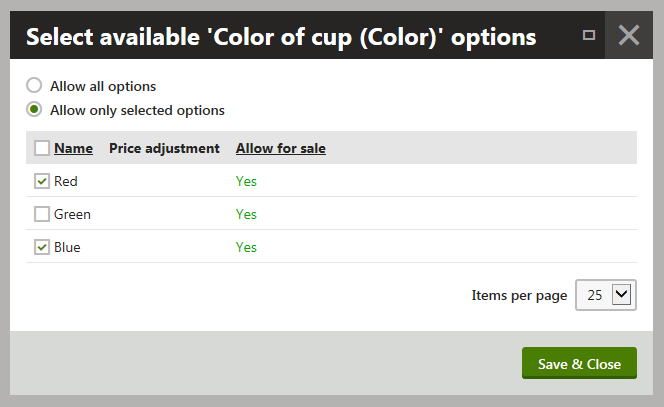 Select available 'Color of cup (Color)' options
Allow all options
Allow only selected options
Name Price adjustment Allow for sale
Red Yes
Green Yes
Blue Yes
Items per page 25
Save & Close